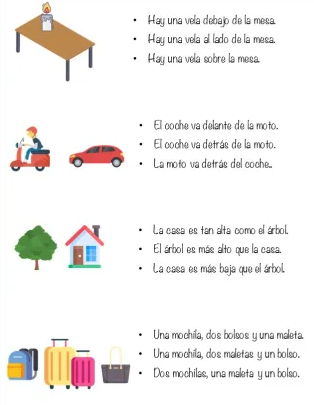 • Hay una vela debajo de la mesa.
• Hay una vela al lado de la mesa.
• Hay una vela sobre la mesa.
• El coche va delante de la moto.
• El coche va detrás de la moto.
• La moto va detrás del coche..
• La casa es tan alta como el árbol.
• El árbol es más alto que la casa.
• La casa es más baja que el árbol.
• Una mochila, dos bolsos y una maleta.
• Una mochila, dos maletas y un bolso.
• Dos mochilas, una maleta y un bolso.